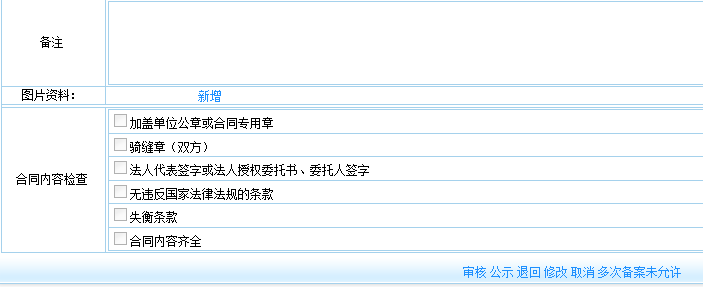 备注
图片资料：
新增
合同内容检查
加盖单位公章或合同专用章
骑缝章（双方）
法人代表签字或法人授权委托书、委托人签字
无违反国家法律法规的条款
失衡条款
合同内容齐全
审核 公示 退回 修改 取消 多次备案未允许